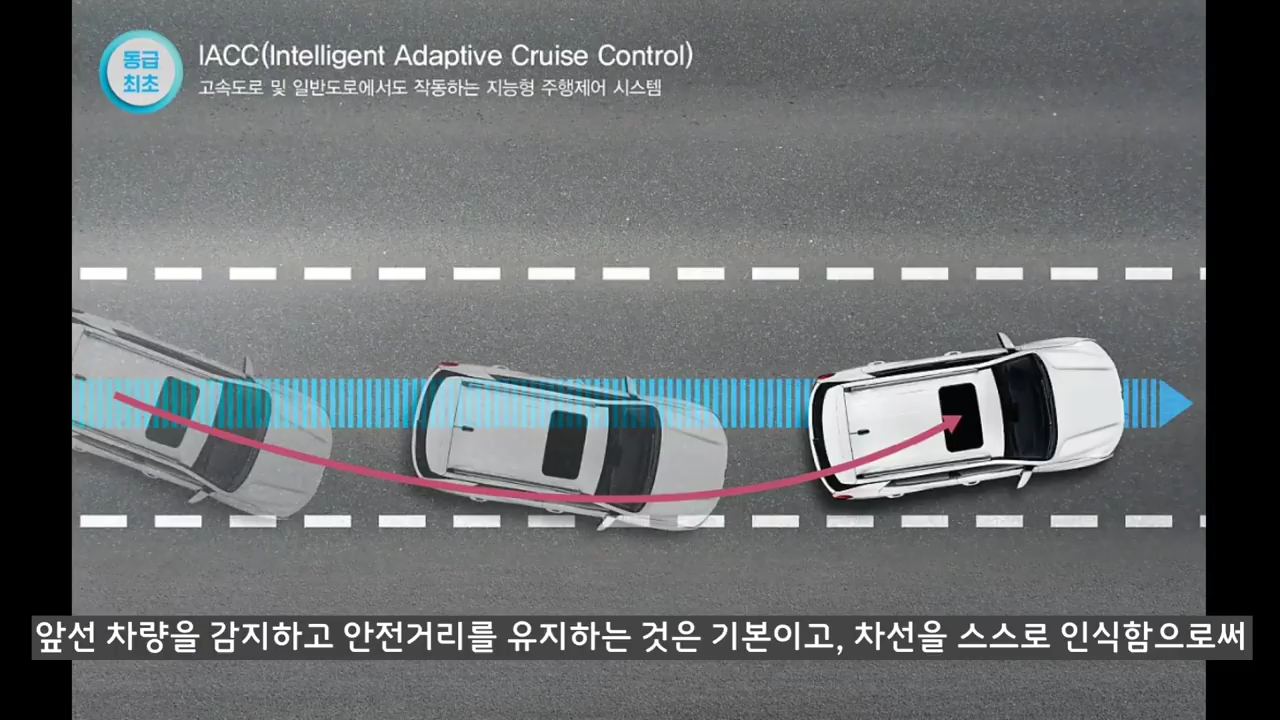 동급
최초
IACC(Intelligent Adaptive Cruise Control)
고속도로 및 일반도로에서도 작동하는 지능형 주행제어 시스템
앞선 차량을 감지하고 안전거리를 유지하는 것은 기본이고, 차선을 스스로 인식함으로써